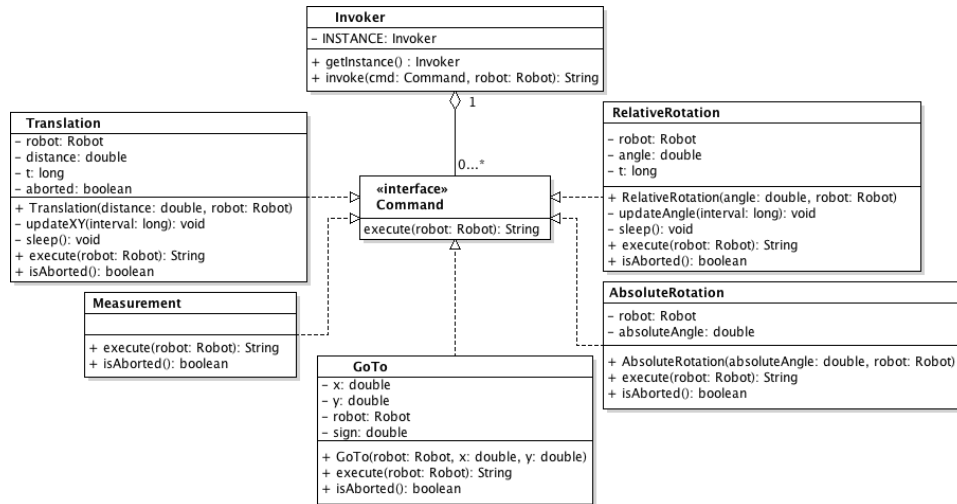 Invoker
– INSTANCE: Invoker
+ getInstance() : Invoker
+ invoke(cmd: Command, robot: Robot): String
1
0...*
Translation
– robot: Robot
– distance: double
– t: long
– aborted: boolean
+ Translation(distance: double, robot: Robot)
– updateXY(interval: long): void
– sleep(): void
+ execute(robot: Robot): String
+ isAborted(): boolean
«interface»
Command
execute(robot: Robot): String
RelativeRotation
– robot: Robot
– angle: double
– t: long
+ RelativeRotation(angle: double, robot: Robot)
– updateAngle(interval: long): void
– sleep(): void
+ execute(robot: Robot): String
+ isAborted(): boolean
Measurement
+ execute(robot: Robot): String
+ isAborted(): boolean
AbsoluteRotation
– robot: Robot
– absoluteAngle: double
+ AbsoluteRotation(absoluteAngle: double, robot: Robot)
+ execute(robot: Robot): String
+ isAborted(): boolean
GoTo
– x: double
– y: double
– robot: Robot
– sign: double
+ GoTo(robot: Robot, x: double, y: double)
+ execute(robot: Robot): String
+ isAborted(): boolean